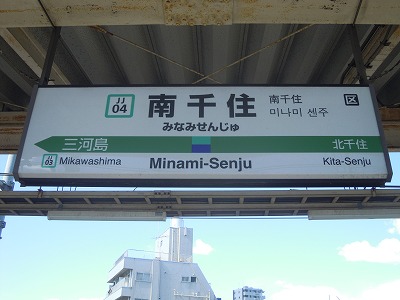 JJ
04
南千住
みなみせんじゅ
南千住
미나미 센주
区
三河島
北千住
JJ
03
Mikawashima
Minami-Senju
Kita-Senju